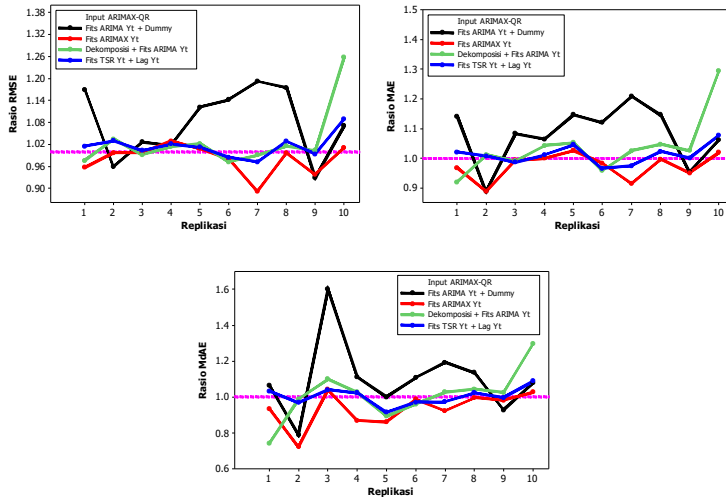 Rasio RMSE
1.38
1.32
1.26
1.20
1.14
1.08
1.02
0.96
0.90
Input ARIMAX-QR
Fits ARIMA Yt + Dummy
Fits ARIMAX Yt
Dekomposisi + Fits ARIMA Yt
Fits TSR Yt + Lag Yt
1 2 3 4 5 6 7 8 9 10
Replikasi
Rasio MAE
1.5
1.4
1.3
1.2
1.1
1.0
0.9
Input ARIMAX-QR
Fits ARIMA Yt + Dummy
Fits ARIMAX Yt
Dekomposisi + Fits ARIMA Yt
Fits TSR Yt + Lag Yt
1 2 3 4 5 6 7 8 9 10
Replikasi
Rasio MdAE
1.6
1.4
1.2
1.0
0.8
0.6
Input ARIMAX-QR
Fits ARIMA Yt + Dummy
Fits ARIMAX Yt
Dekomposisi + Fits ARIMA Yt
Fits TSR Yt + Lag Yt
1 2 3 4 5 6 7 8 9 10
Replikasi